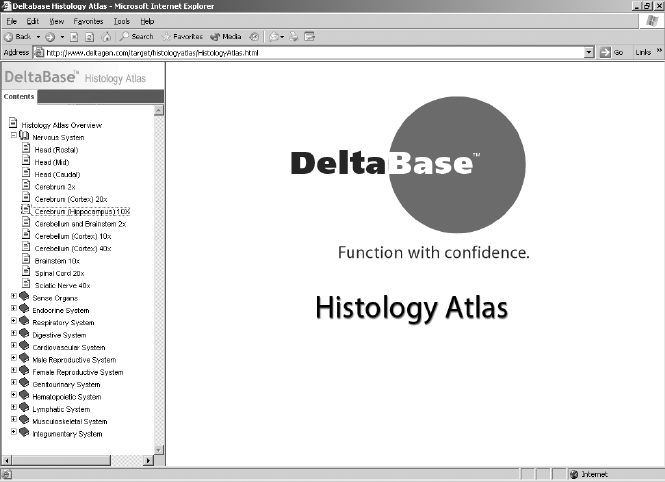 Deltabase Histology Atlas - Microsoft Internet Explorer
File Edit View Favorites Tools Help
Back Search Favorites Media
Address http://www.deltagen.com/target/histologyatlas/HistologyAtlas.html Go Links »
DeltaBase™ Histology Atlas
Contents
Histology Atlas Overview
Nervous System
Head (Rostal)
Head (Mid)
Head (Caudal)
Cerebrum 2x
Cerebrum (Cortex) 20x
Cerebrum (Hippocampus) 10X
Cerebellum and Brainstem 2x
Cerebellum (Cortex) 10x
Cerebellum (Cortex) 40x
Brainstem 10x
Spinal Cord 20x
Sciatic Nerve 40x
Sense Organs
Endocrine System
Respiratory System
Digestive System
Cardiovascular System
Male Reproductive System
Female Reproductive System
Genitourinary System
Hematopoietic System
Lymphatic System
Musculoskeletal System
Integumentary System
DeltaBase™
Function with confidence.
Histology Atlas
Internet